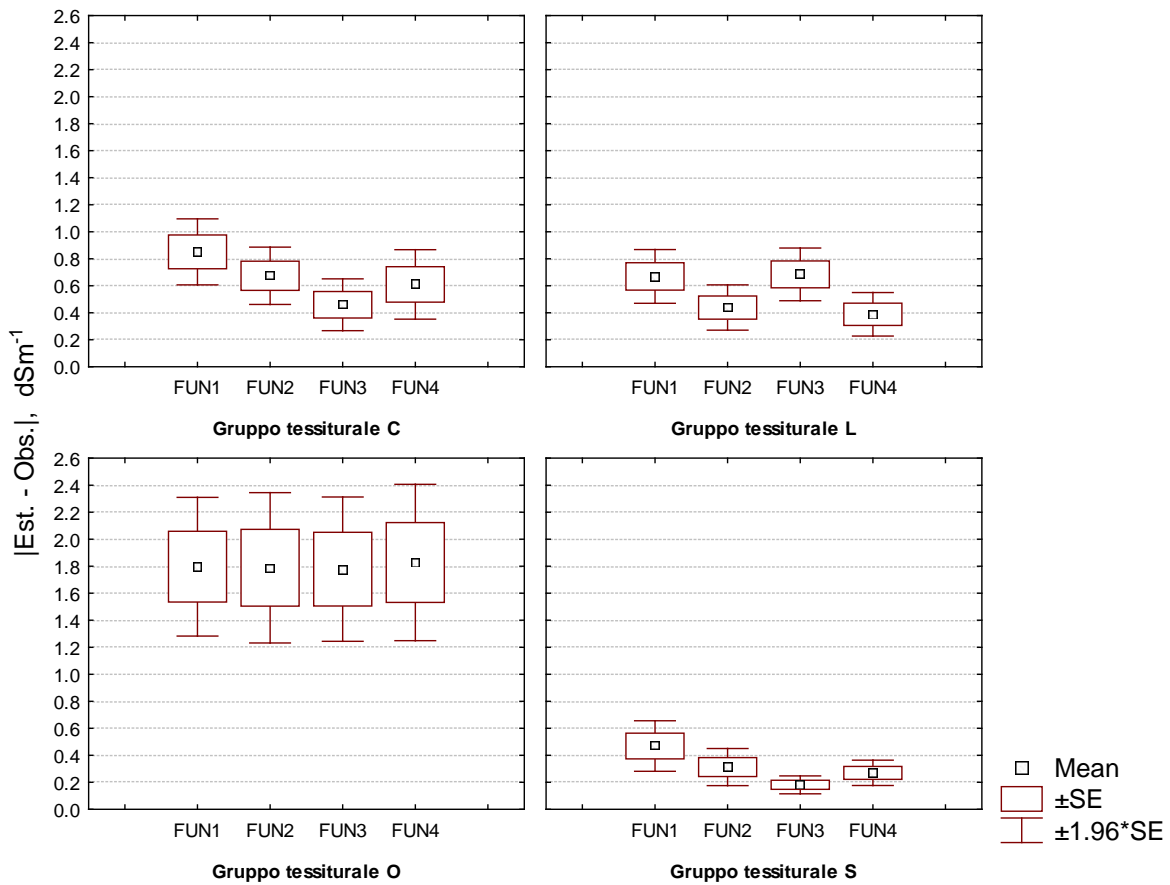 |Est. - Obs.|, dSm-1
2.6
2.4
2.2
2.0
1.8
1.6
1.4
1.2
1.0
0.8
0.6
0.4
0.2
0.0
FUN1 FUN2 FUN3 FUN4
Gruppo tessiturale C
FUN1 FUN2 FUN3 FUN4
Gruppo tessiturale L
2.6
2.4
2.2
2.0
1.8
1.6
1.4
1.2
1.0
0.8
0.6
0.4
0.2
0.0
FUN1 FUN2 FUN3 FUN4
Gruppo tessiturale O
FUN1 FUN2 FUN3 FUN4
Gruppo tessiturale S
Mean
±SE
±1.96*SE